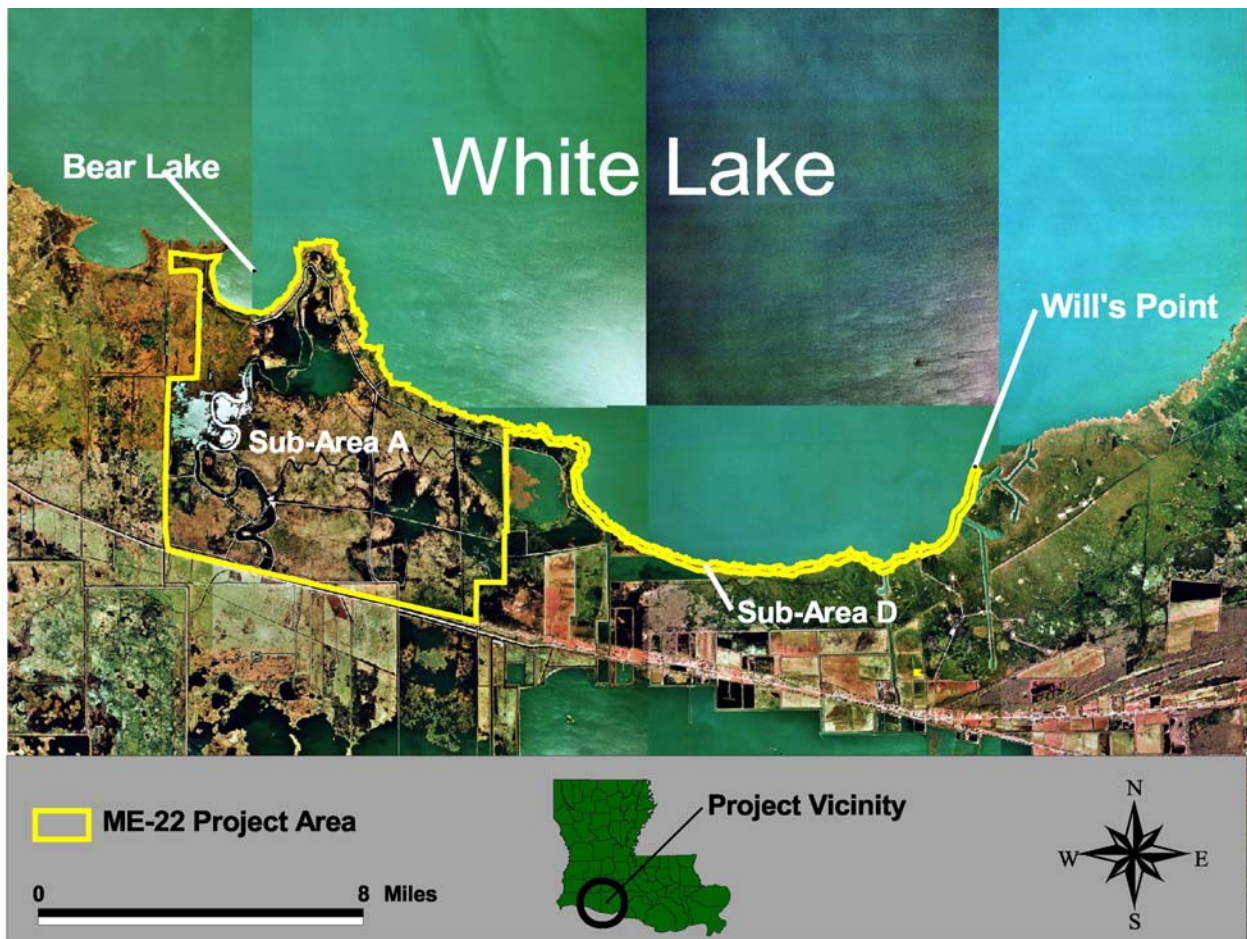 White Lake
Bear Lake
Will's Point
Sub-Area A
Sub-Area D
ME-22 Project Area
Project Vicinity
0 8 Miles
N
W E
S